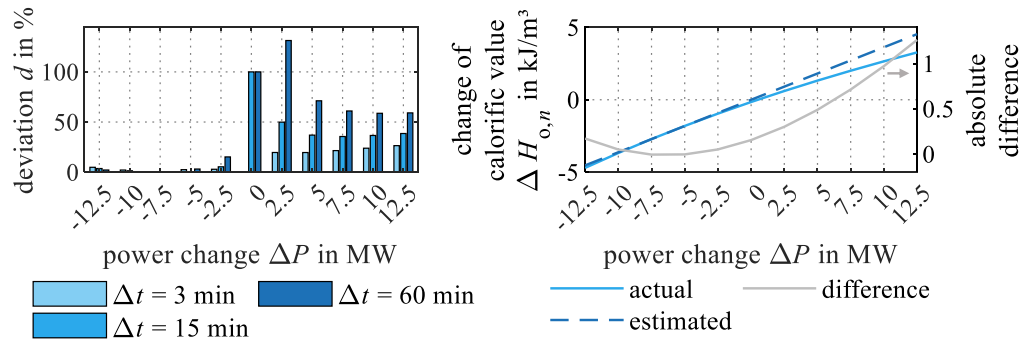 deviation d in %
100
50
0
-12.5
-10
-7.5
-5
-2.5
0
2.5
5
7.5
10
12.5
power change ΔP in MW
Δt = 3 min
Δt = 60 min
Δt = 15 min
change of
calorific value
Δ H o,n in kJ/m³
5
0
-5
1
0.5
0
absolute
difference
-12.5
-10
-7.5
-5
-2.5
0
2.5
5
7.5
10
12.5
power change ΔP in MW
actual
difference
estimated